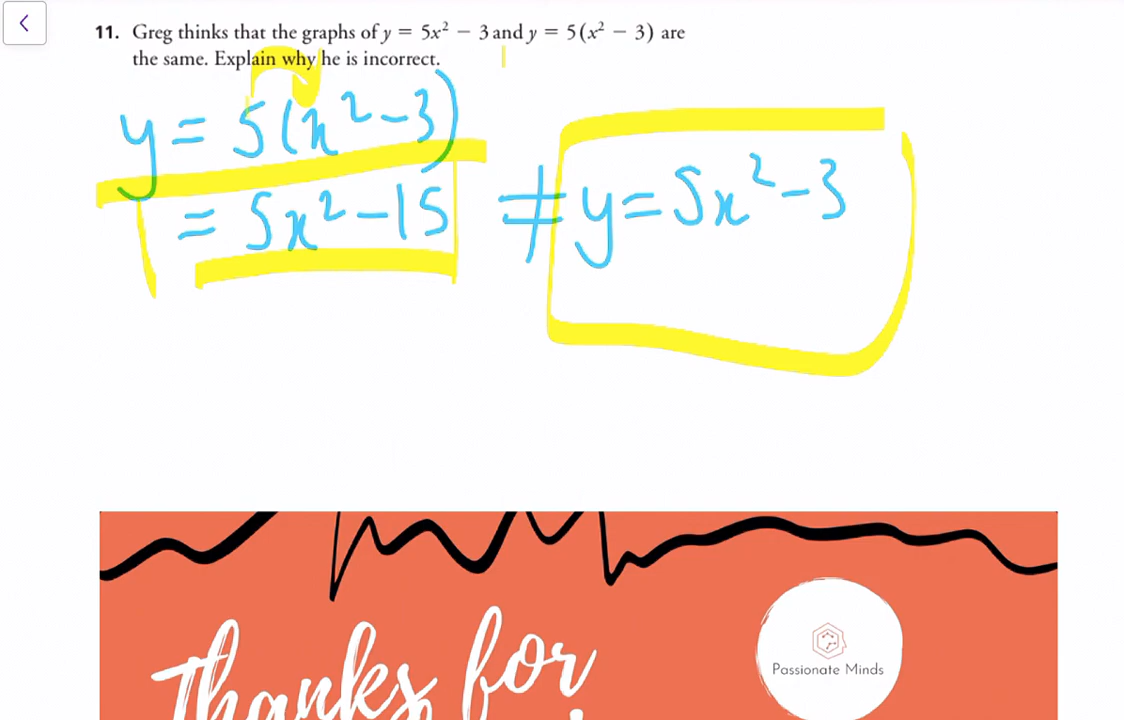 11. Greg thinks that the graphs of y = 5x² − 3 and y = 5(x² − 3) are
the same. Explain why he is incorrect.
y = 5(x²-3)
= 5x²-15 ≠ y=5x²-3
Thanks for
Passionate Minds